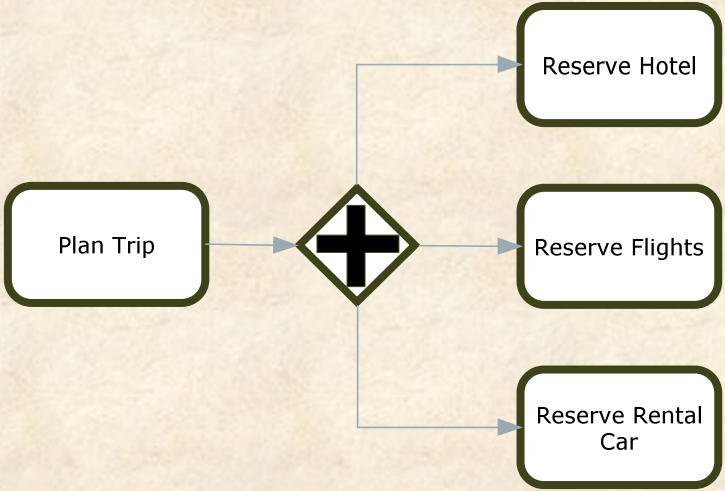 Reserve Hotel
Plan Trip
Reserve Flights
Reserve Rental
Car